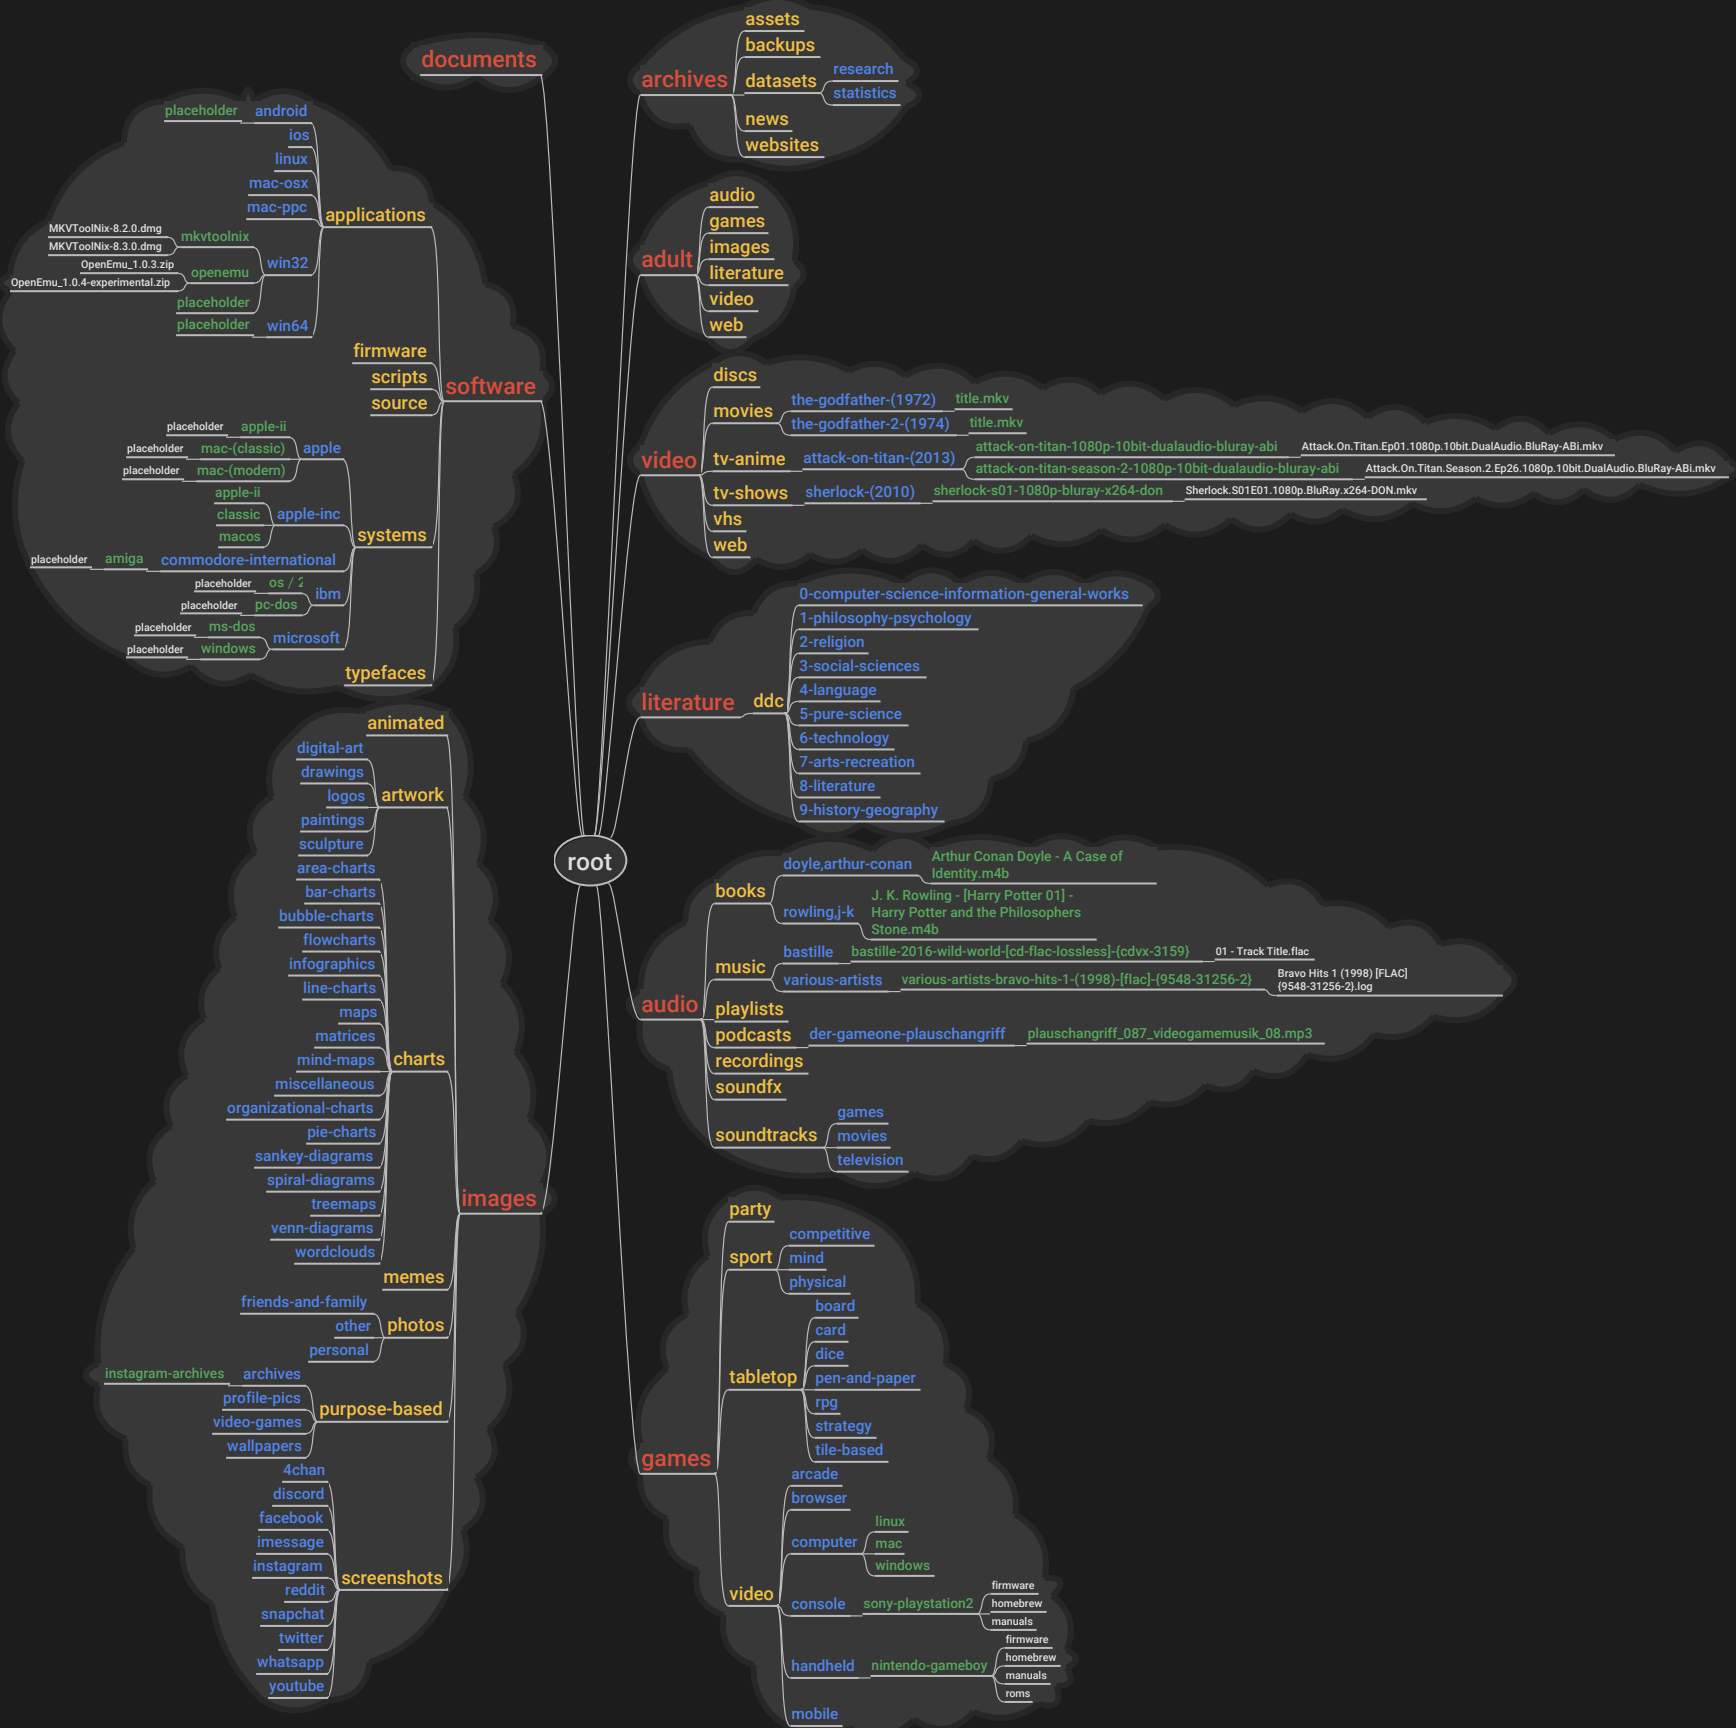 documents
placeholder
android
ios
linux
mac-osx
mac-ppc
applications
MKVToolNix-8.2.0.dmg
MKVToolNix-8.3.0.dmg
mkvtoolnix
OpenEmu_1.0.3.zip
OpenEmu_1.0.4-experimental.zip
openemu
win32
placeholder
placeholder
win64
firmware
scripts
source
software
placeholder
apple-ii
placeholder
mac-(classic)
apple
placeholder
mac-(modern)
apple-ii
classic
apple-inc
macos
systems
placeholder
amiga
commodore-international
placeholder
os / 2
ibm
placeholder
pc-dos
placeholder
ms-dos
microsoft
placeholder
windows
typefaces
animated
digital-art
drawings
logos
artwork
paintings
sculpture
area-charts
bar-charts
bubble-charts
flowcharts
infographics
line-charts
maps
matrices
mind-maps
charts
miscellaneous
organizational-charts
pie-charts
sankey-diagrams
spiral-diagrams
treemaps
venn-diagrams
wordclouds
images
memes
friends-and-family
other
photos
personal
instagram-archives
archives
profile-pics
purpose-based
video-games
wallpapers
4chan
discord
facebook
imessage
instagram
screenshots
reddit
snapchat
twitter
whatsapp
youtube
root
archives
assets
backups
datasets
research
statistics
news
websites
adult
audio
games
images
literature
video
web
video
discs
movies
the-godfather-(1972)
title.mkv
the-godfather-2-(1974)
title.mkv
tv-anime
attack-on-titan-(2013)
attack-on-titan-1080p-10bit-dualaudio-bluray-abi
Attack.On.Titan.Ep01.1080p.10bit.DualAudio.BluRay-ABi.mkv
attack-on-titan-season-2-1080p-10bit-dualaudio-bluray-abi
Attack.On.Titan.Season.2.Ep26.1080p.10bit.DualAudio.BluRay-ABi.mkv
tv-shows
sherlock-(2010)
sherlock-s01-1080p-bluray-x264-don
Sherlock.S01E01.1080p.BluRay.x264-DON.mkv
vhs
web
literature
ddc
0-computer-science-information-general-works
1-philosophy-psychology
2-religion
3-social-sciences
4-language
5-pure-science
6-technology
7-arts-recreation
8-literature
9-history-geography
audio
books
doyle,arthur-conan
Arthur Conan Doyle - A Case of
Identity.m4b
rowling,j-k
J. K. Rowling - [Harry Potter 01] -
Harry Potter and the Philosophers
Stone.m4b
music
bastille
bastille-2016-wild-world-[cd-flac-lossless]-{cdvx-3159}
01 - Track Title.flac
various-artists
various-artists-bravo-hits-1-(1998)-[flac]-{9548-31256-2}
Bravo Hits 1 (1998) [FLAC]
{9548-31256-2}.log
playlists
podcasts
der-gameone-plauschangriff
plauschangriff_087_videogamemusik_08.mp3
recordings
soundfx
soundtracks
games
movies
television
games
party
sport
competitive
mind
physical
tabletop
board
card
dice
pen-and-paper
rpg
strategy
tile-based
video
arcade
browser
computer
linux
mac
windows
console
sony-playstation2
firmware
homebrew
manuals
handheld
nintendo-gameboy
firmware
homebrew
manuals
roms
mobile